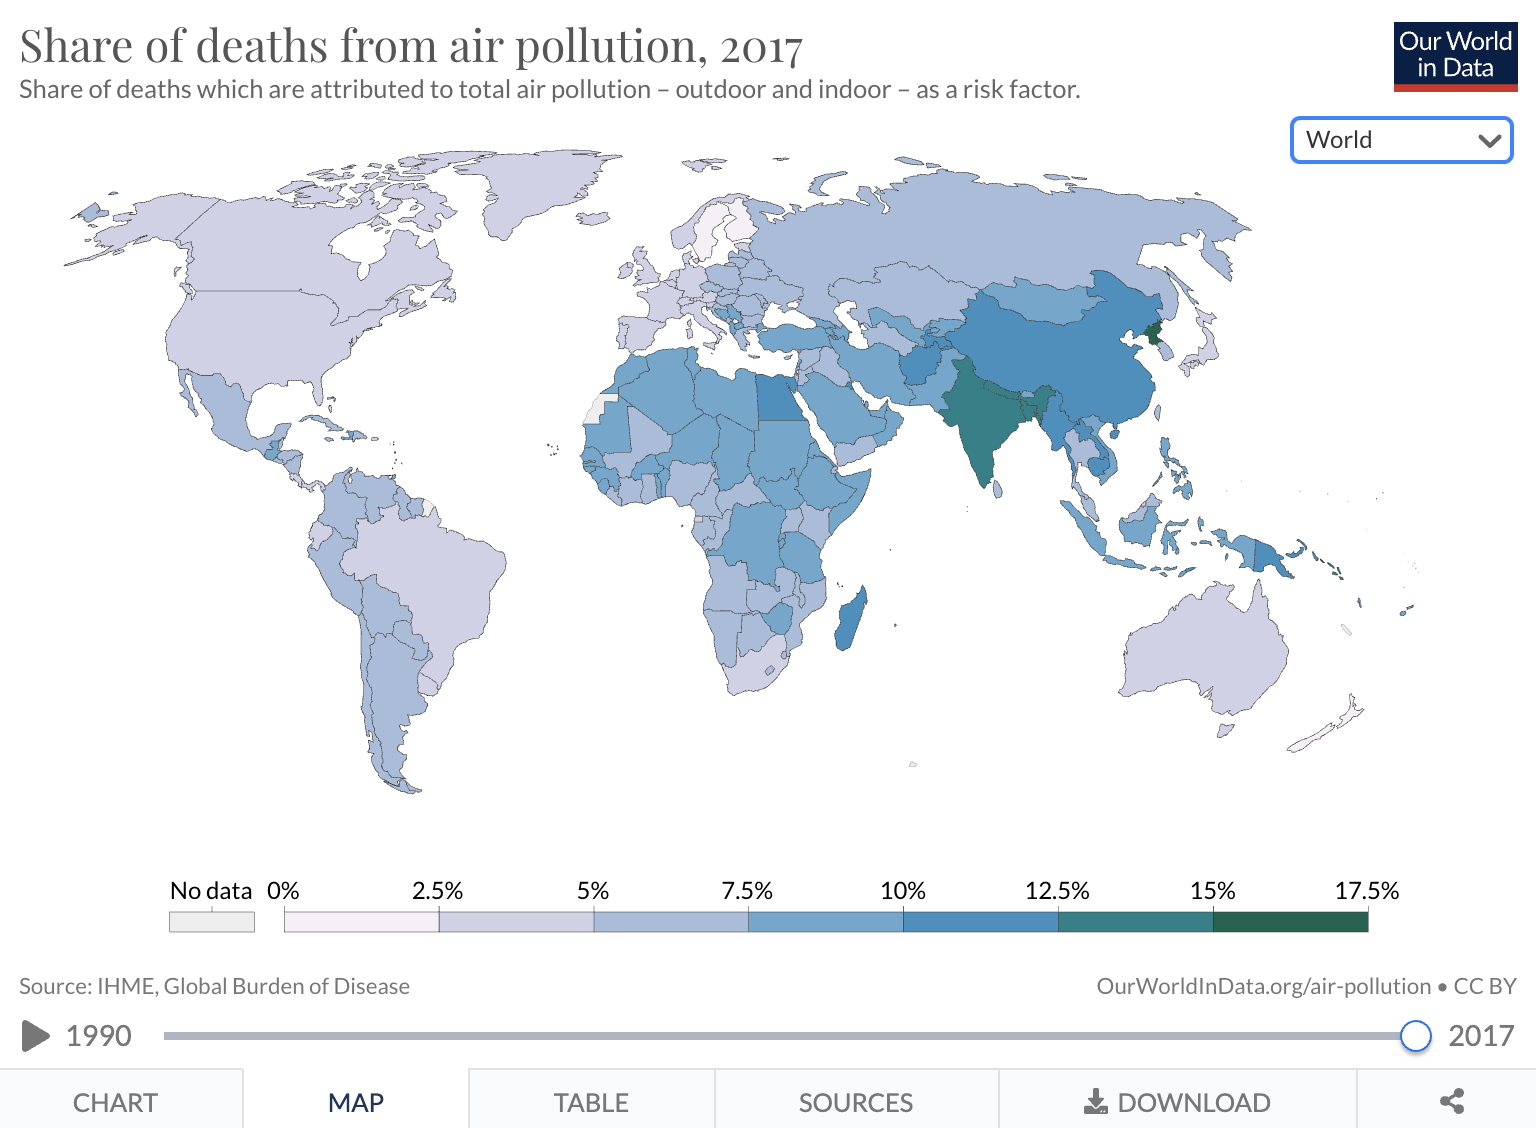 Share of deaths from air pollution, 2017
Share of deaths which are attributed to total air pollution – outdoor and indoor – as a risk factor.
Our World
in Data
World
No data 0% 2.5% 5% 7.5% 10% 12.5% 15% 17.5%
Source: IHME, Global Burden of Disease
OurWorldInData.org/air-pollution • CC BY
1990 2017
CHART MAP TABLE SOURCES DOWNLOAD